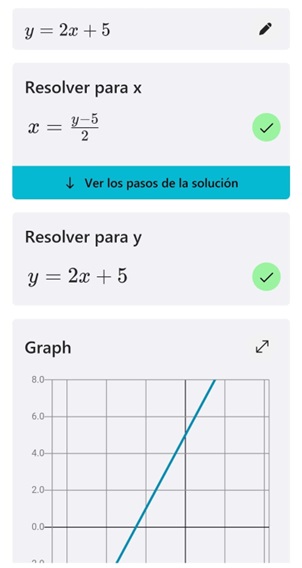 y = 2x + 5
Resolver para x
x = \frac{y-5}{2}
↓ Ver los pasos de la solución
Resolver para y
y = 2x + 5
Graph
8.0
6.0
4.0
2.0
0.0